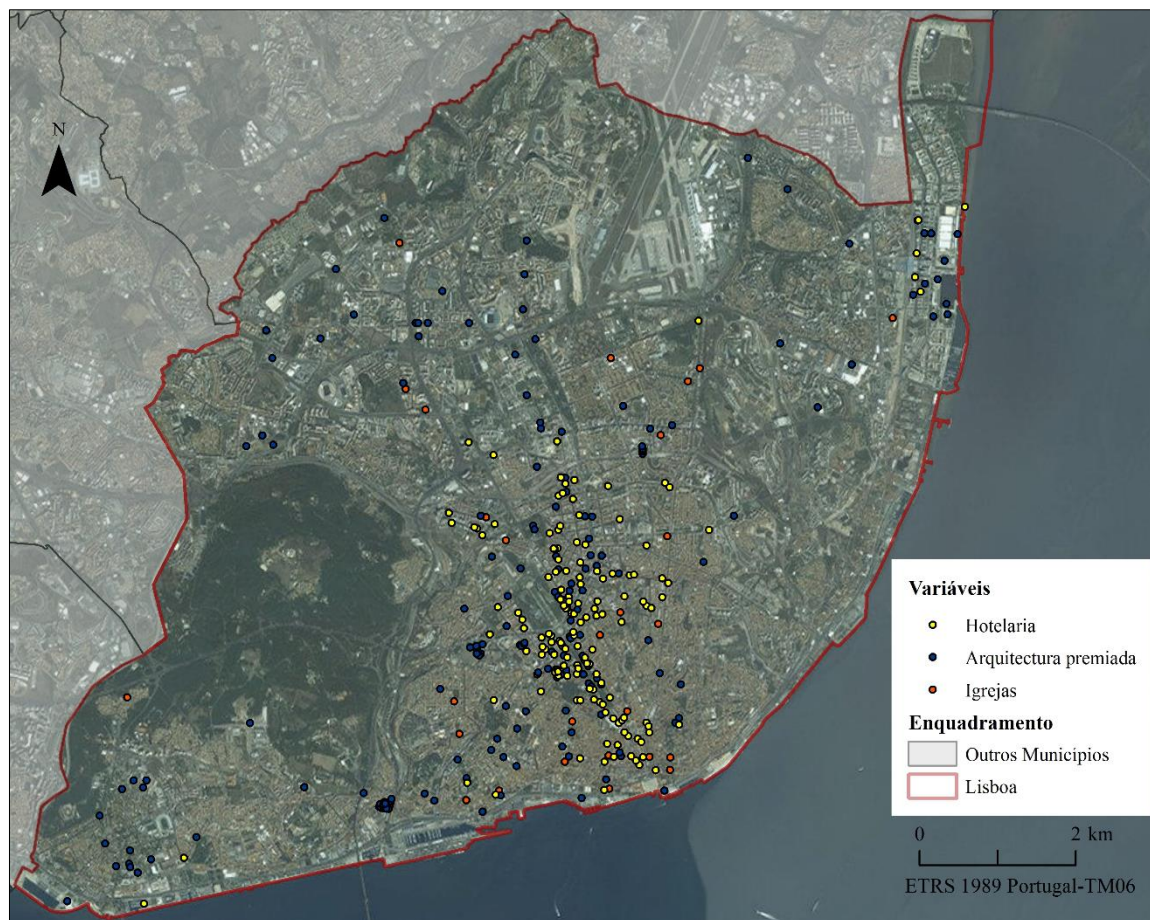 N
Variáveis
Hotelaria
Arquitectura premiada
Igrejas
Enquadramento
Outros Municipios
Lisboa
0 2 km
ETRS 1989 Portugal-TM06